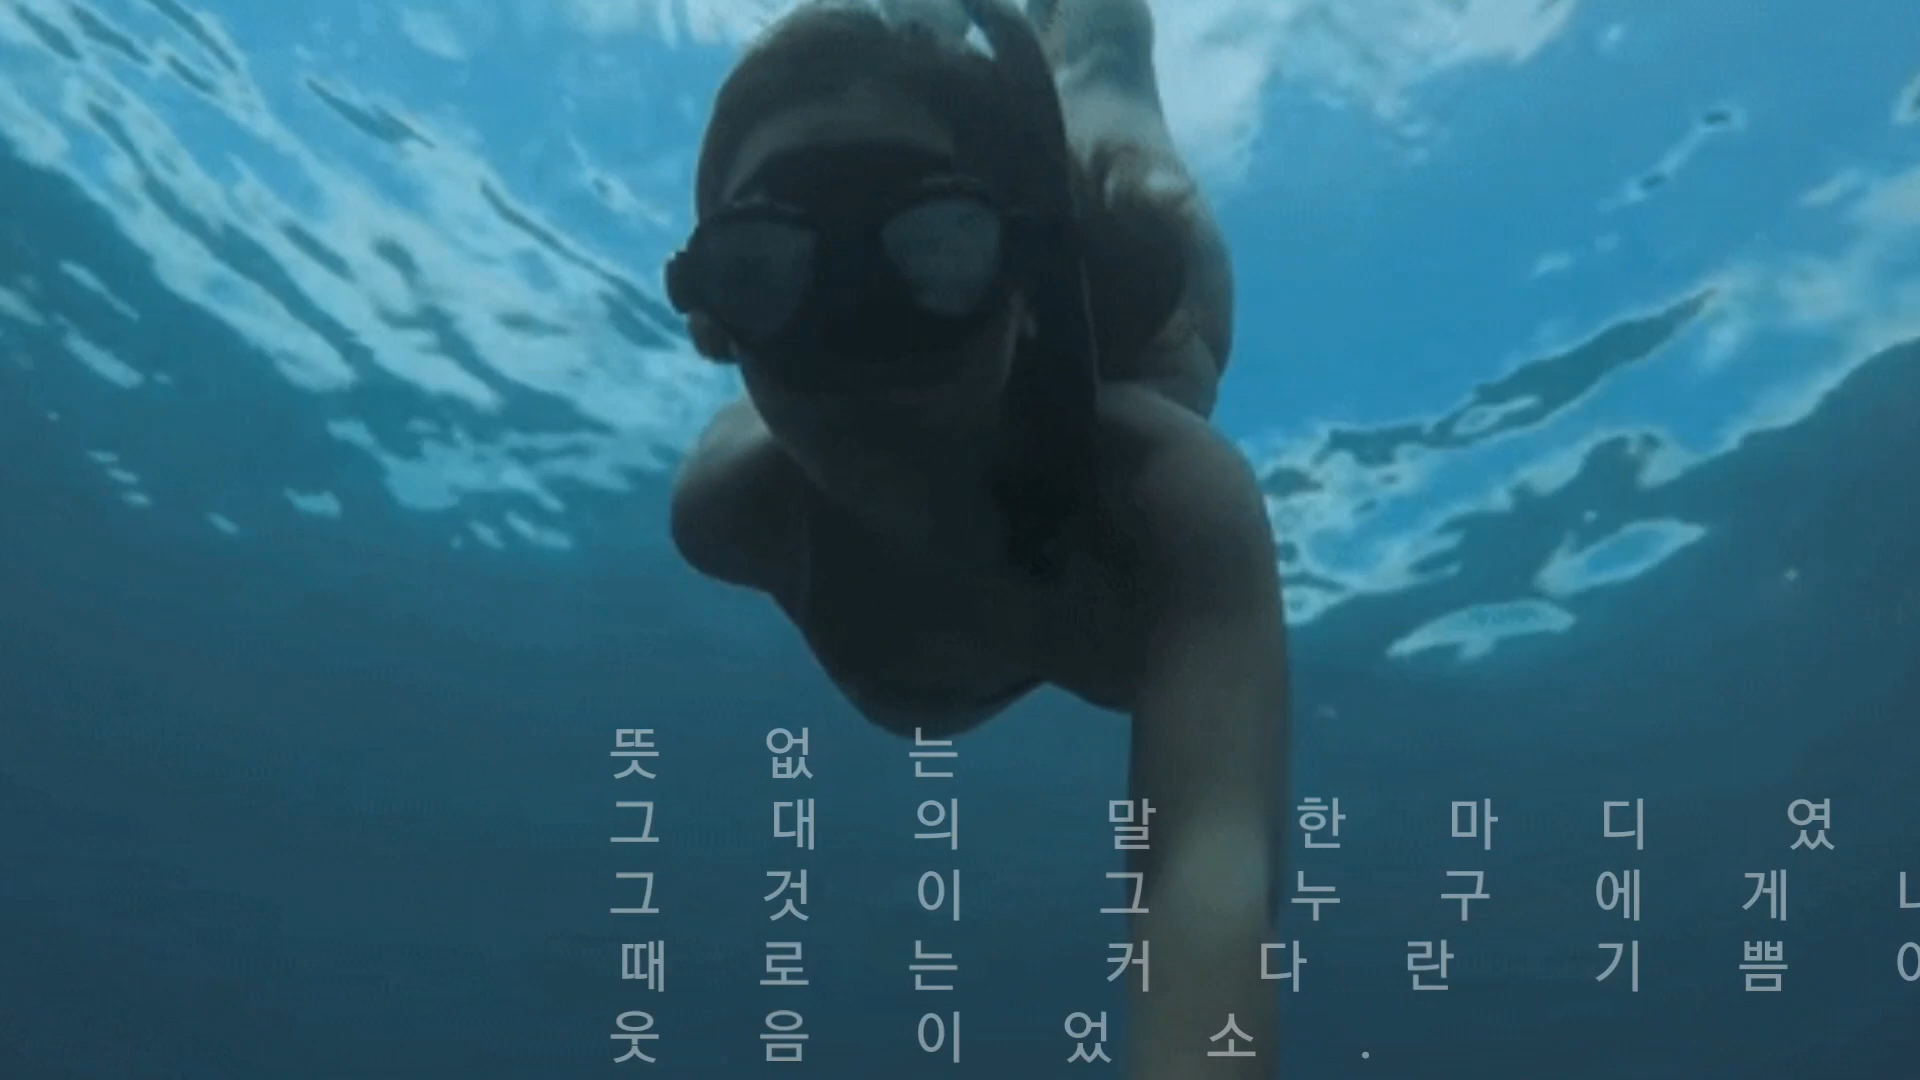 뜻 없는
그대의 말 한마디였
그것이 그 누구에게
때로는 커다란 기쁨
웃음이었소.